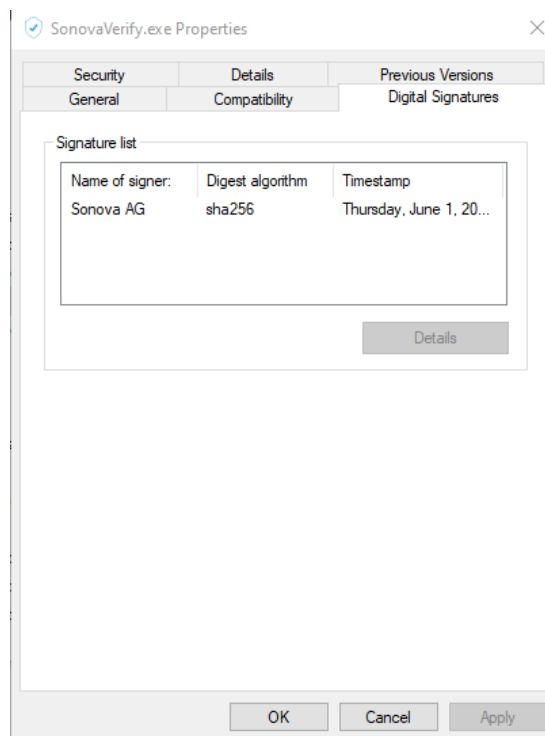 SonovaVerify.exe Properties
Security Details Previous Versions
General Compatibility Digital Signatures
Signature list
Name of signer: Digest algorithm Timestamp
Sonova AG sha256 Thursday, June 1, 20...
Details
OK Cancel Apply